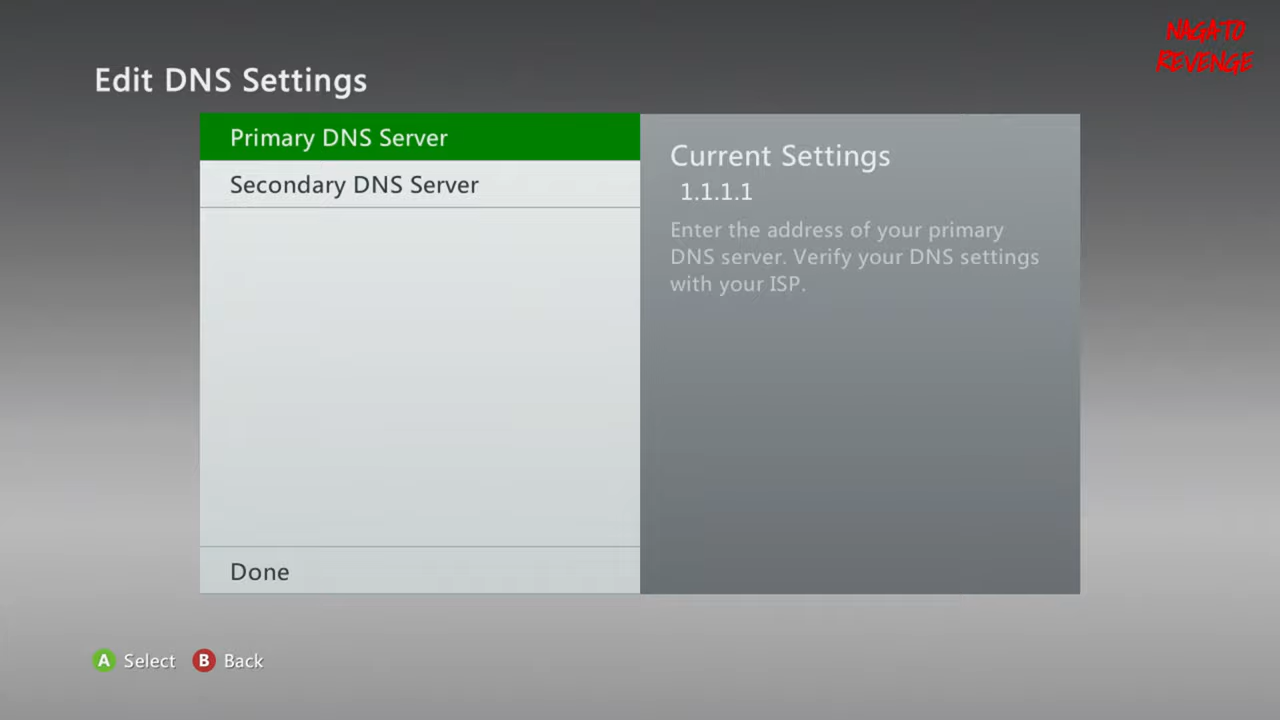 NAGATO
REVENGE
Edit DNS Settings
Primary DNS Server
Secondary DNS Server
Done
Current Settings
1.1.1.1
Enter the address of your primary
DNS server. Verify your DNS settings
with your ISP.
A Select B Back